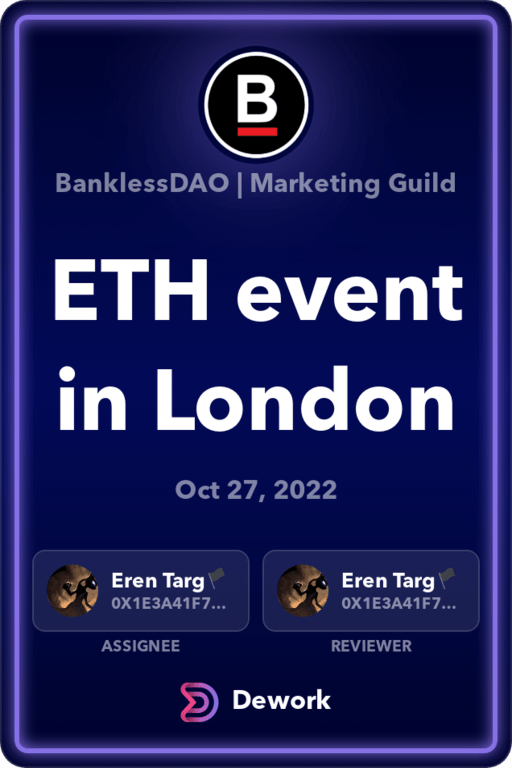 B
BanklessDAO | Marketing Guild
ETH event
in London
Oct 27, 2022
Eren Targ🏴
0X1E3A41F7...
ASSIGNEE
Eren Targ🏴
0X1E3A41F7...
REVIEWER
Dework